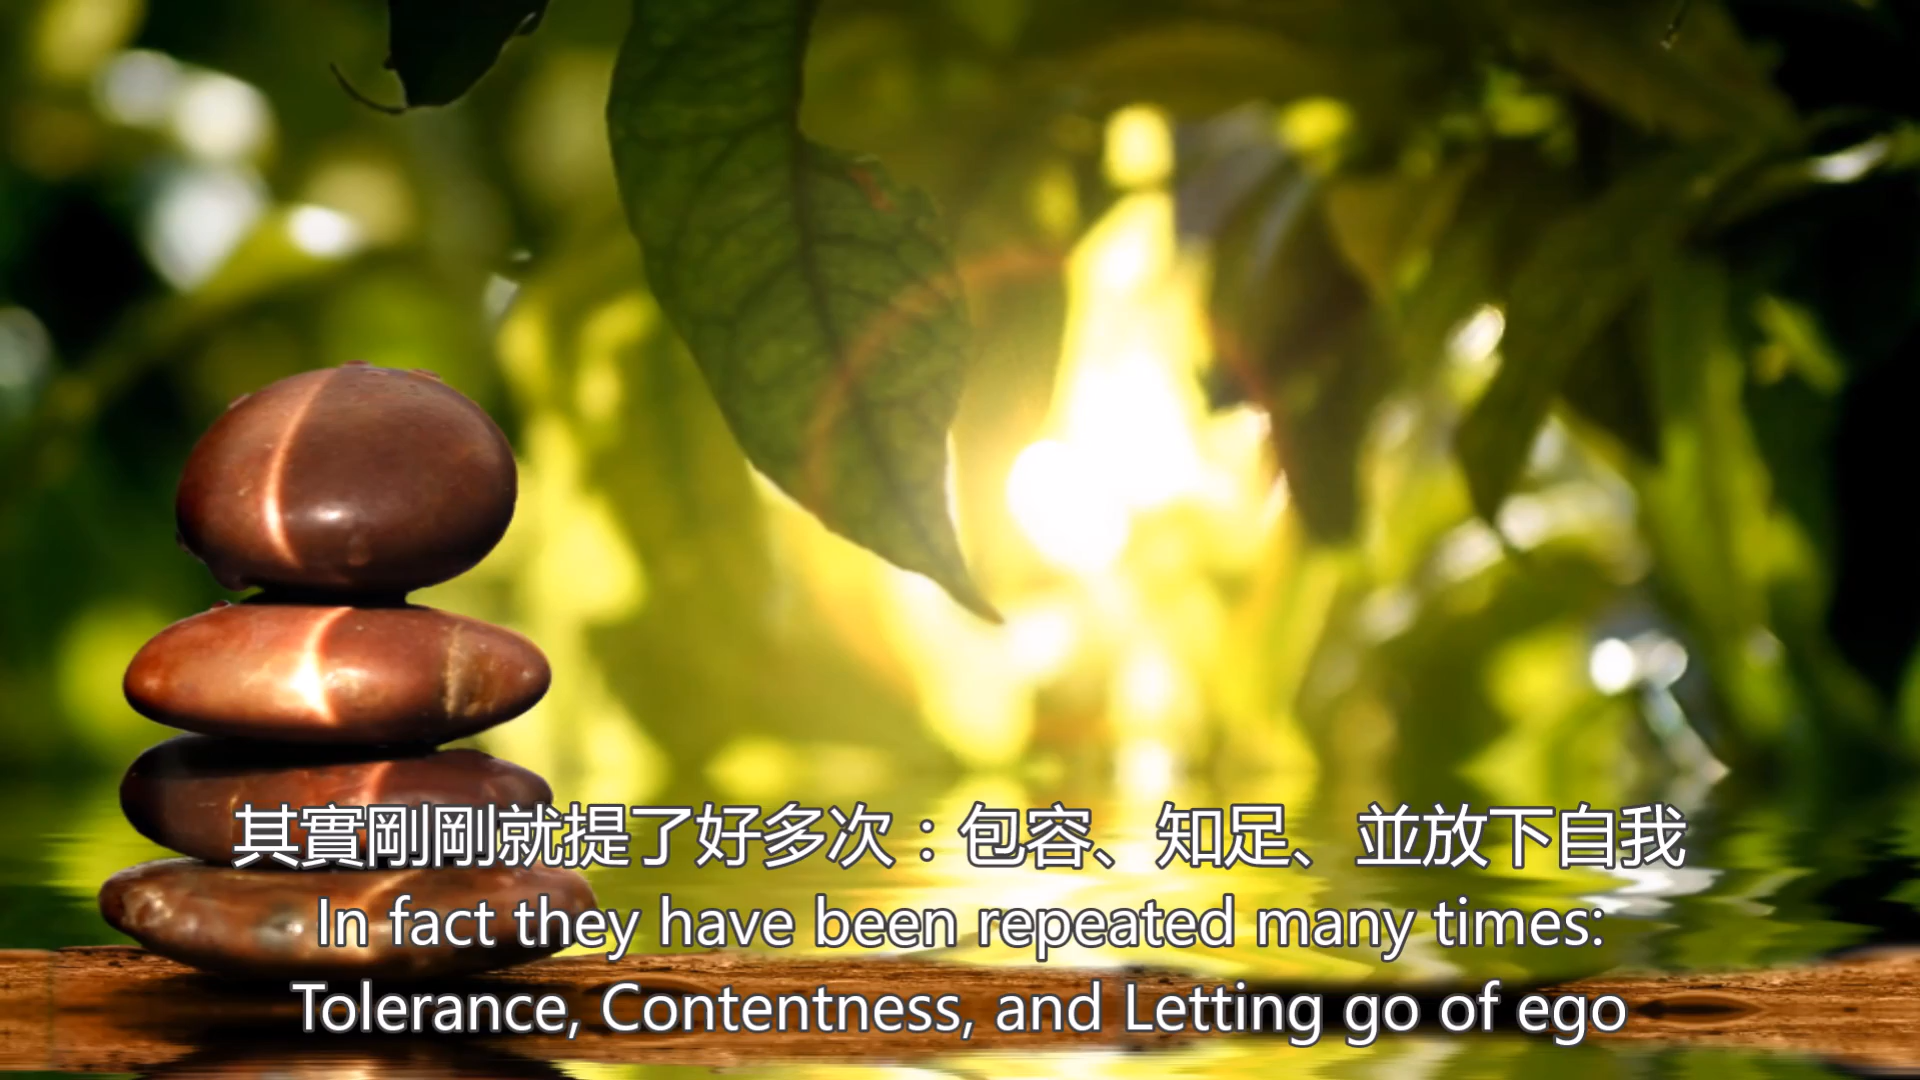 其實剛剛就提了好多次：包容、知足、並放下自我
In fact they have been repeated many times:
Tolerance, Contentness, and Letting go of ego